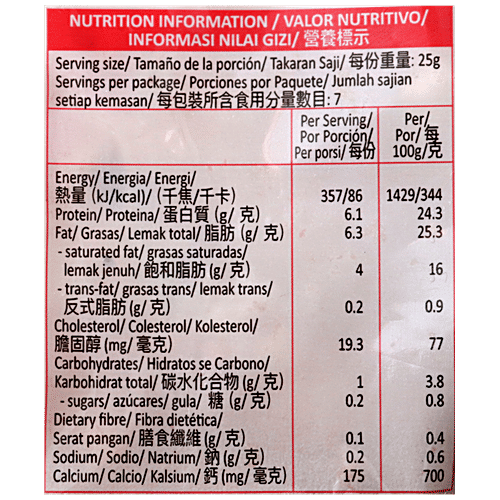 NUTRITION INFORMATION / VALOR NUTRITIVO/
INFORMASI NILAI GIZI/ 營養標示
Serving size/ Tamaño de la porción/ Takaran Saji/ 每份重量: 25g
Servings per package/ Porciones por Paquete/ Jumlah sajian
setiap kemasan/ 每包裝所含食用分量數目: 7
Per Serving/ Per/
Por Porción/ Por/ 每
Per porsi/ 每份 100g/克
Energy/ Energia/ Energi/
熱量 (kJ/kcal)/ (千焦/千卡) 357/86 1429/344
Protein/ Proteina/ 蛋白質 (g/ 克) 6.1 24.3
Fat/ Grasas/ Lemak total/ 脂肪 (g/ 克) 6.3 25.3
- saturated fat/ grasas saturadas/
lemak jenuh/ 飽和脂肪 (g/ 克) 4 16
- trans-fat/ grasas trans/ lemak trans/
反式脂肪 (g/ 克) 0.2 0.9
Cholesterol/ Colesterol/ Kolesterol/
膽固醇 (mg/ 毫克) 19.3 77
Carbohydrates/ Hidratos se Carbono/
Karbohidrat total/ 碳水化合物 (g/ 克) 1 3.8
- sugars/ azúcares/ gula/ 糖 (g/ 克) 0.2 0.8
Dietary fibre/ Fibra dietética/
Serat pangan/ 膳食纖維 (g/ 克) 0.1 0.4
Sodium/ Sodio/ Natrium/ 鈉 (g/ 克) 0.2 0.6
Calcium/ Calcio/ Kalsium/ 鈣 (mg/ 毫克) 175 700